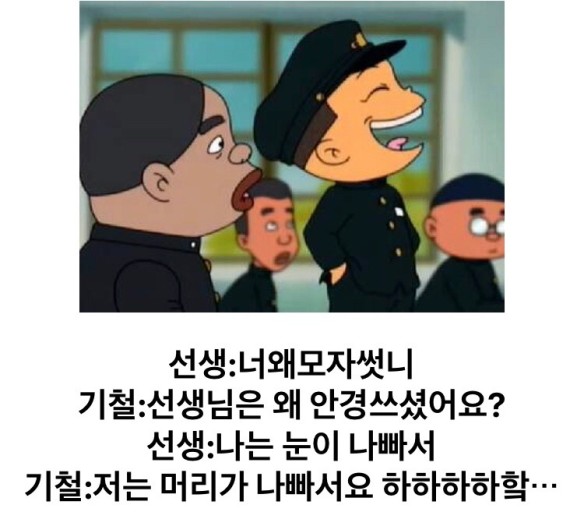 선생:너왜모자썻니
기철:선생님은 왜 안경쓰셨어요?
선생:나는 눈이 나빠서
기철:저는 머리가 나빠서요 하하하하핰…